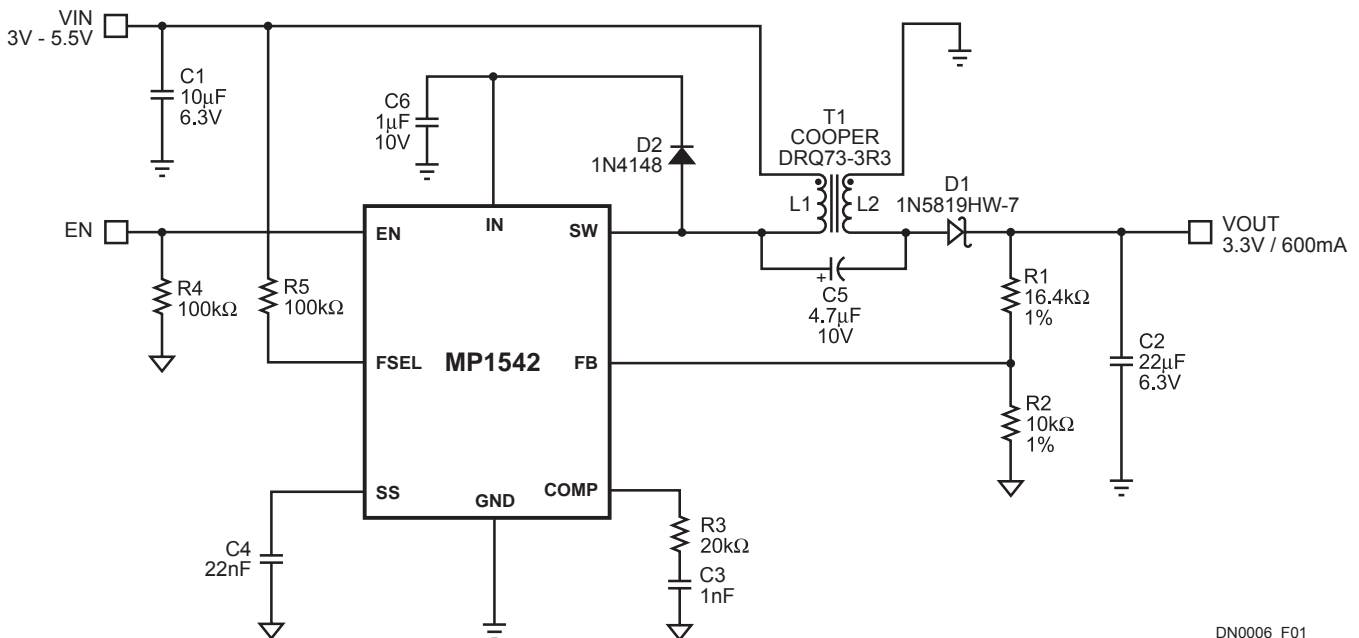 VIN
3V - 5.5V
C1
10μF
6.3V
C6
1μF
10V
D2
1N4148
T1
COOPER
DRQ73-3R3
L1
L2
D1
1N5819HW-7
VOUT
3.3V / 600mA
EN
EN
IN
SW
R4
100kΩ
R5
100kΩ
+
C5
4.7μF
10V
R1
16.4kΩ
1%
C2
22μF
6.3V
FSEL
MP1542
FB
R2
10kΩ
1%
SS
GND
COMP
C4
22nF
R3
20kΩ
C3
1nF
DN0006_F01